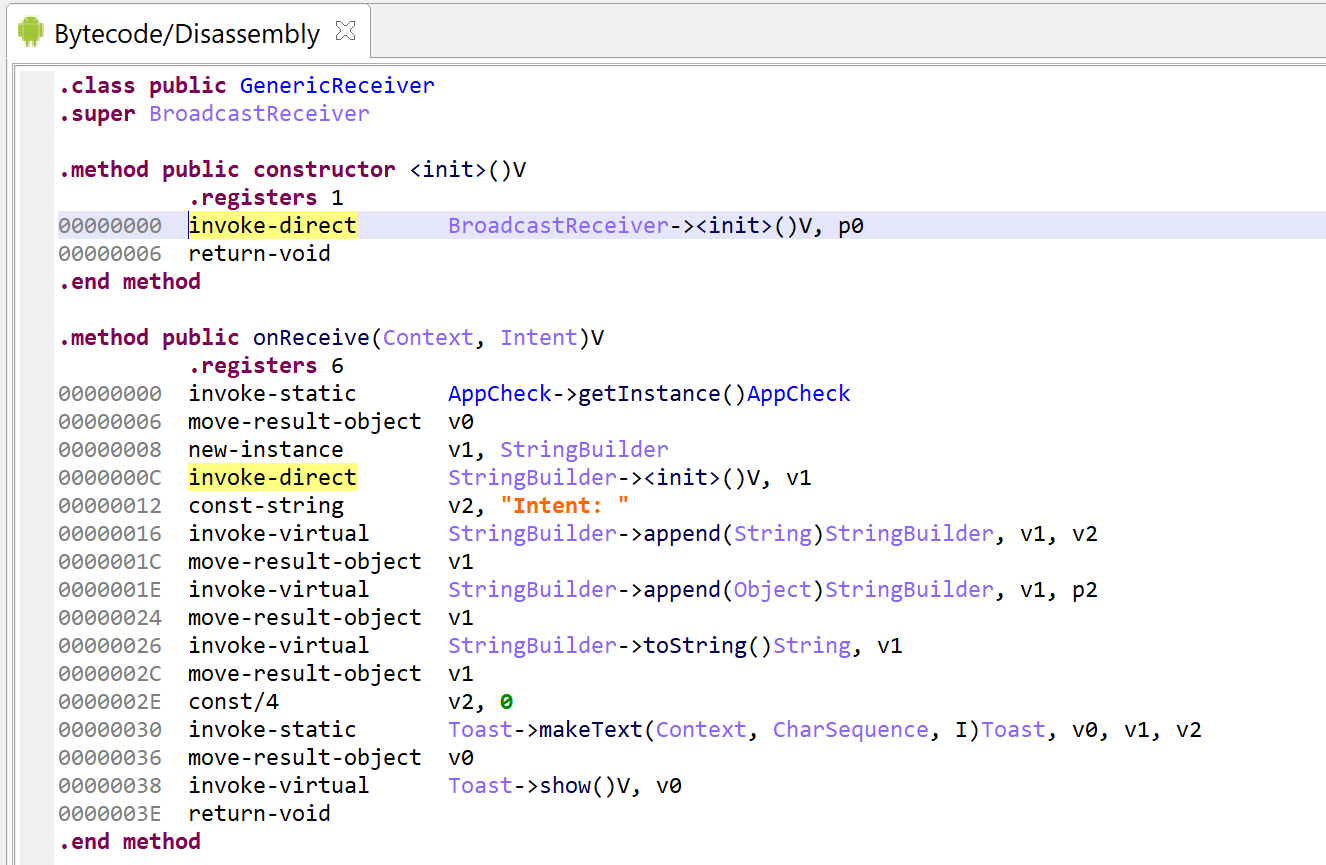 Bytecode/Disassembly
.class public GenericReceiver
.super BroadcastReceiver
.method public constructor <init>()V
.registers 1
00000000 invoke-direct BroadcastReceiver-><init>()V, p0
00000006 return-void
.end method
.method public onReceive(Context, Intent)V
.registers 6
00000000 invoke-static AppCheck->getInstance()AppCheck
00000006 move-result-object v0
00000008 new-instance v1, StringBuilder
0000000C invoke-direct StringBuilder-><init>()V, v1
00000012 const-string v2, "Intent: "
00000016 invoke-virtual StringBuilder->append(String)StringBuilder, v1, v2
0000001C move-result-object v1
0000001E invoke-virtual StringBuilder->append(Object)StringBuilder, v1, p2
00000024 move-result-object v1
00000026 invoke-virtual StringBuilder->toString()String, v1
0000002C move-result-object v1
0000002E const/4 v2, 0
00000030 invoke-static Toast->makeText(Context, CharSequence, I)Toast, v0, v1, v2
00000036 move-result-object v0
00000038 invoke-virtual Toast->show()V, v0
0000003E return-void
.end method